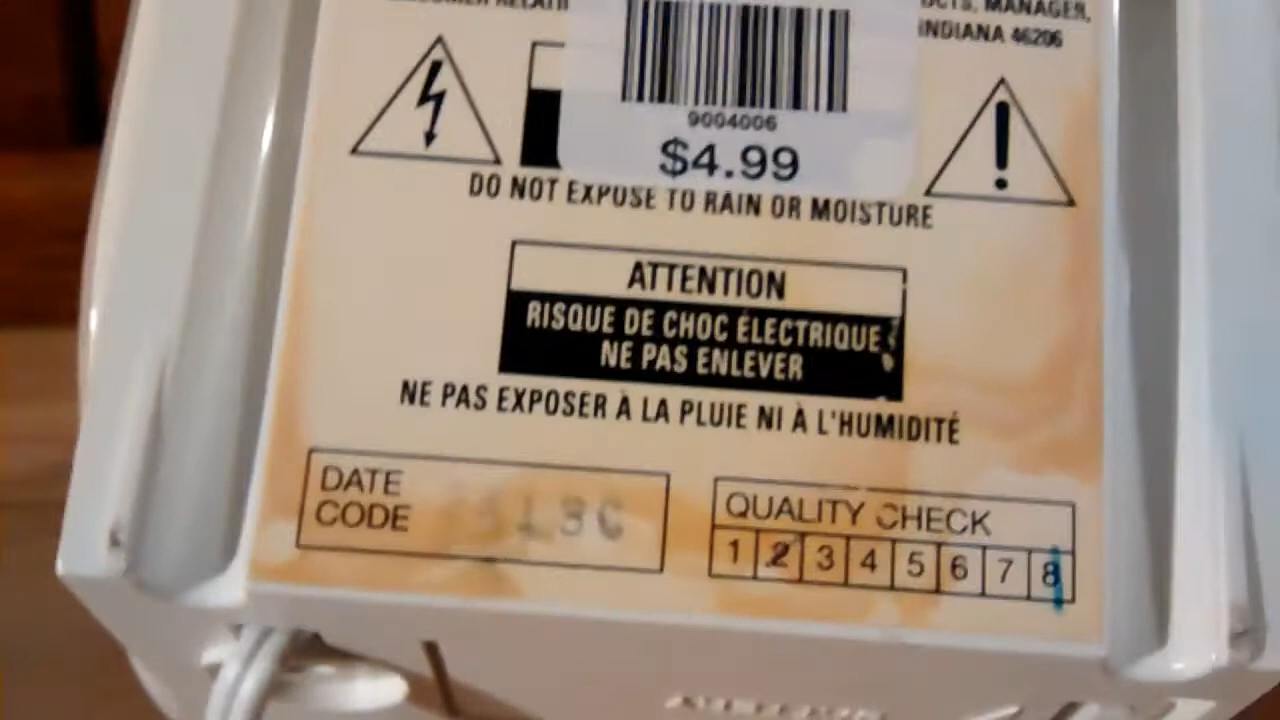 MANAGER,
INDIANA 46206
9004006
$4.99
DO NOT EXPOSE TO RAIN OR MOISTURE
ATTENTION
RISQUE DE CHOC ÉLECTRIQUE
NE PAS ENLEVER
NE PAS EXPOSER À LA PLUIE NI À L'HUMIDITÉ
DATE
CODE
QUALITY CHECK
1 2 3 4 5 6 7 8